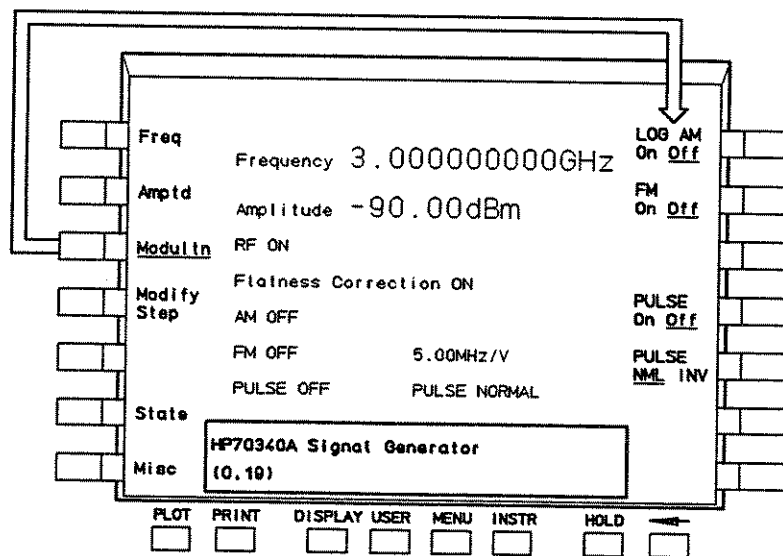 Freq
Amptd
Modultn
Modify
Step
State
Misc
Frequency 3.000000000GHz
Amplitude -90.00dBm
RF ON
Flatness Correction ON
AM OFF
FM OFF 5.00MHz/V
PULSE OFF PULSE NORMAL
HP70340A Signal Generator
(0,19)
LOG AM
On Off
FM
On Off
PULSE
On Off
PULSE
NML INV
PLOT PRINT DISPLAY USER MENU INSTR HOLD